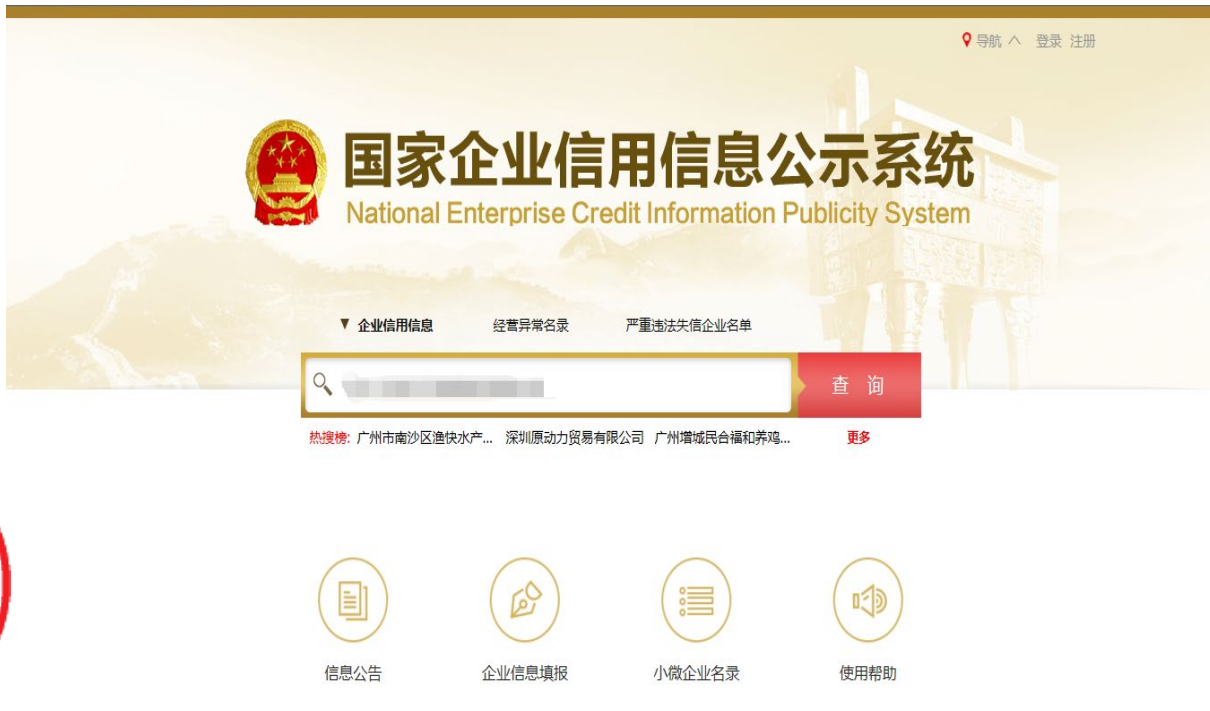 导航 登录 注册
国家企业信用信息公示系统
National Enterprise Credit Information Publicity System
企业信用信息 经营异常名录 严重违法失信企业名单
查 询
热搜榜: 广州市南沙区渔快水产... 深圳原动力贸易有限公司 广州增城民合福和养鸡... 更多
信息公告 企业信息填报 小微企业名录 使用帮助